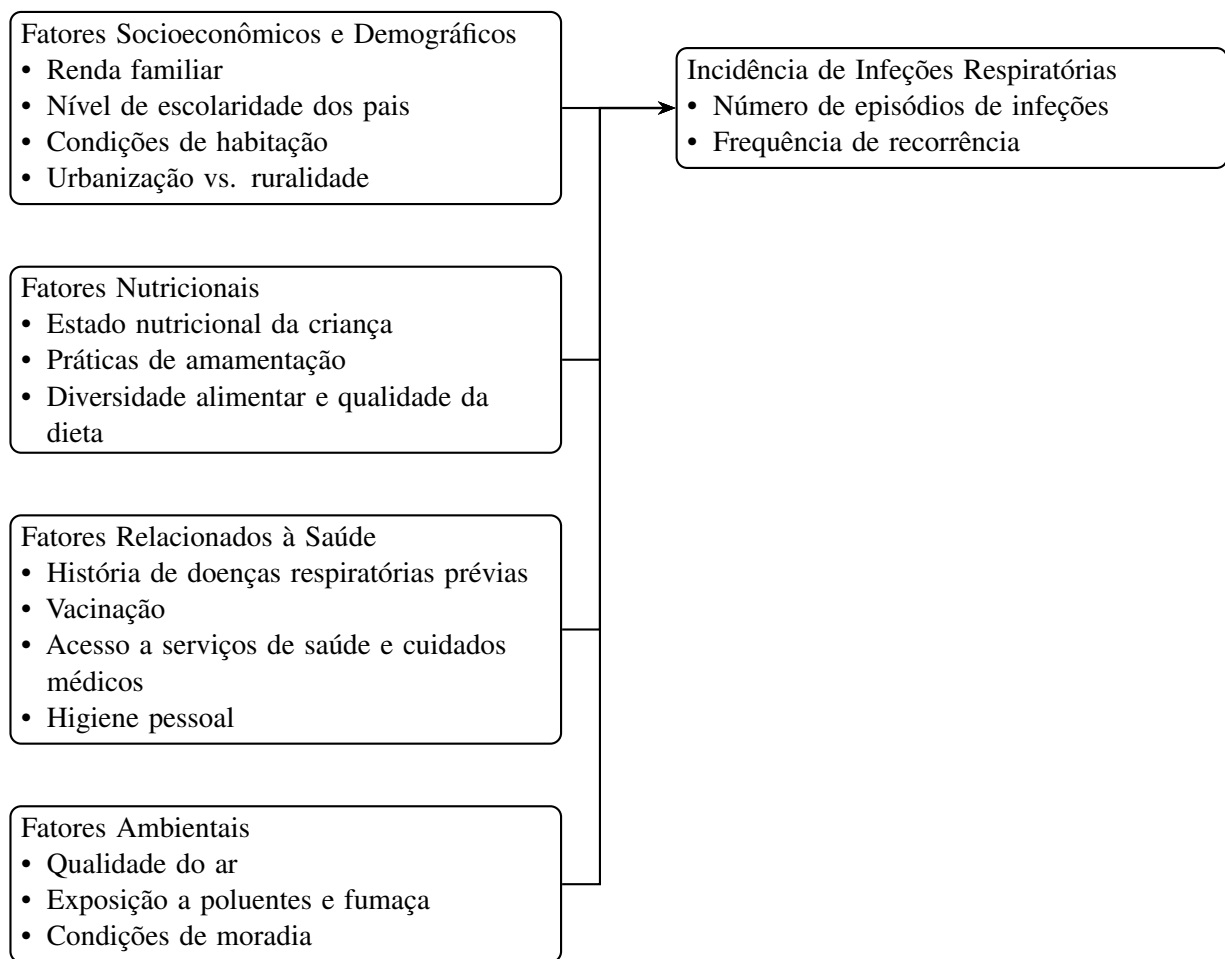 Fatores Socioeconômicos e Demográficos
• Renda familiar
• Nível de escolaridade dos pais
• Condições de habitação
• Urbanização vs. ruralidade
Incidência de Infeções Respiratórias
• Número de episódios de infeções
• Frequência de recorrência
Fatores Nutricionais
• Estado nutricional da criança
• Práticas de amamentação
• Diversidade alimentar e qualidade da
dieta
Fatores Relacionados à Saúde
• História de doenças respiratórias prévias
• Vacinação
• Acesso a serviços de saúde e cuidados
médicos
• Higiene pessoal
Fatores Ambientais
• Qualidade do ar
• Exposição a poluentes e fumaça
• Condições de moradia